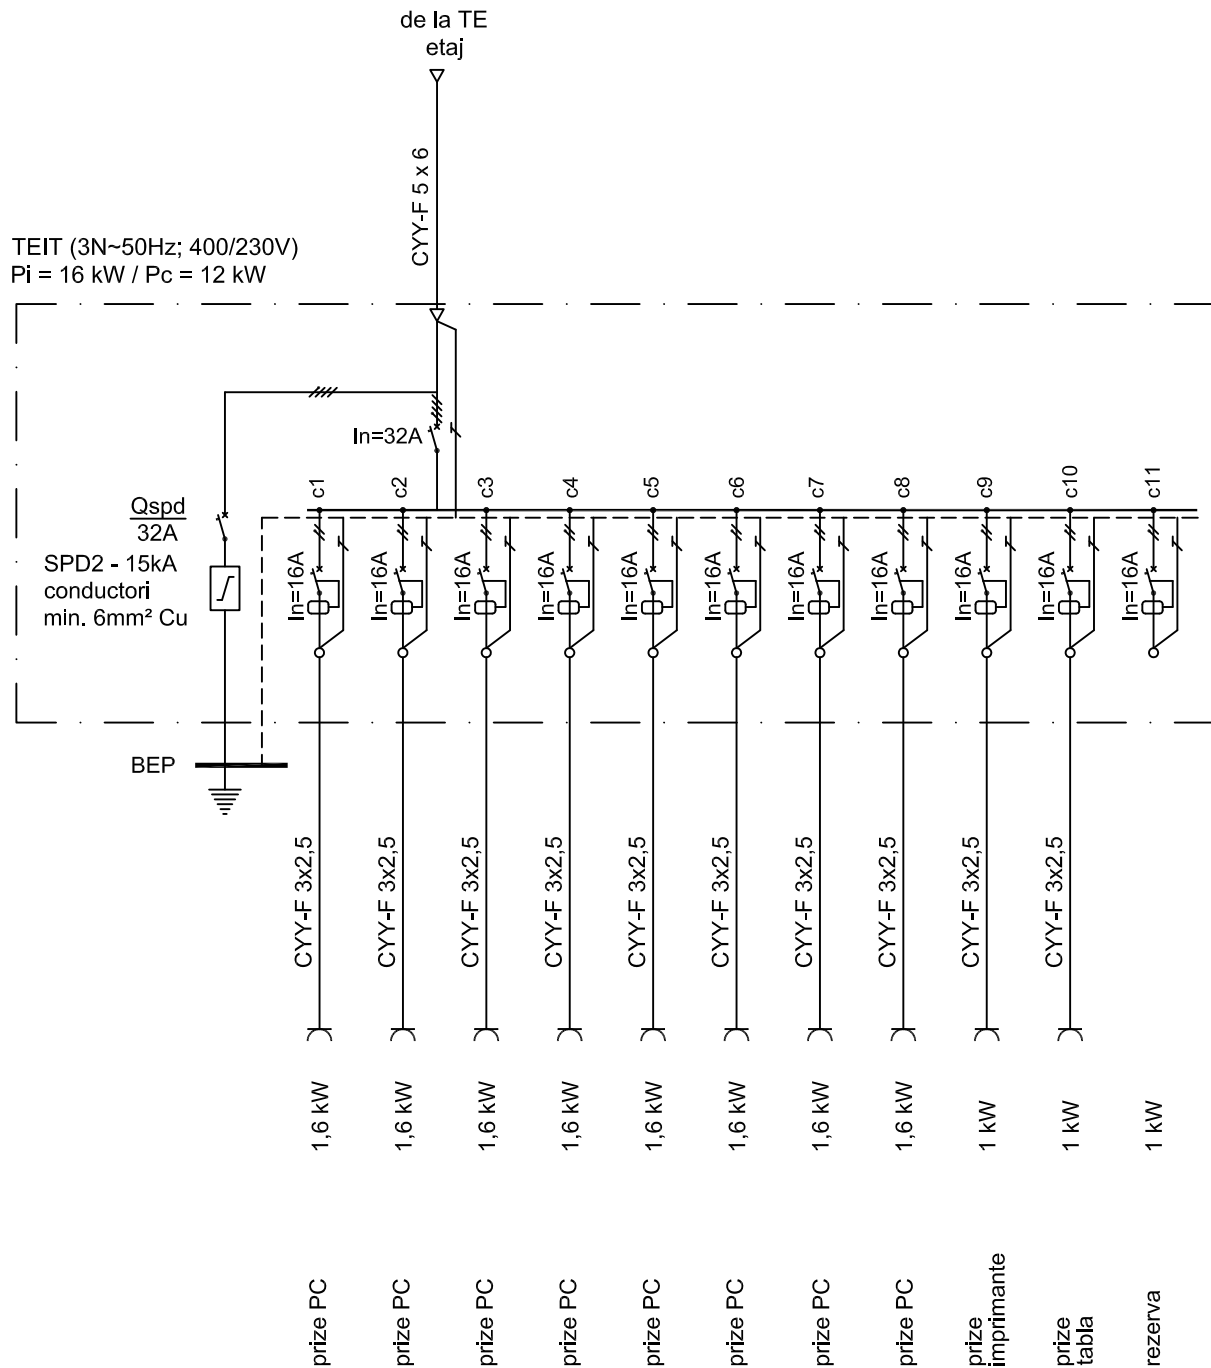 de la TE
etaj
CYY-F 5 x 6
TEIT (3N~50Hz; 400/230V)
Pi = 16 kW / Pc = 12 kW
In=32A
Qspd
32A
SPD2 - 15kA
conductori
min. 6mm² Cu
c1
c2
c3
c4
c5
c6
c7
c8
c9
c10
c11
In=16A
In=16A
In=16A
In=16A
In=16A
In=16A
In=16A
In=16A
In=16A
In=16A
In=16A
BEP
CYY-F 3x2,5
CYY-F 3x2,5
CYY-F 3x2,5
CYY-F 3x2,5
CYY-F 3x2,5
CYY-F 3x2,5
CYY-F 3x2,5
CYY-F 3x2,5
CYY-F 3x2,5
CYY-F 3x2,5
1,6 kW
1,6 kW
1,6 kW
1,6 kW
1,6 kW
1,6 kW
1,6 kW
1,6 kW
1 kW
1 kW
1 kW
prize PC
prize PC
prize PC
prize PC
prize PC
prize PC
prize PC
prize PC
prize
imprimante
prize
tabla
rezerva